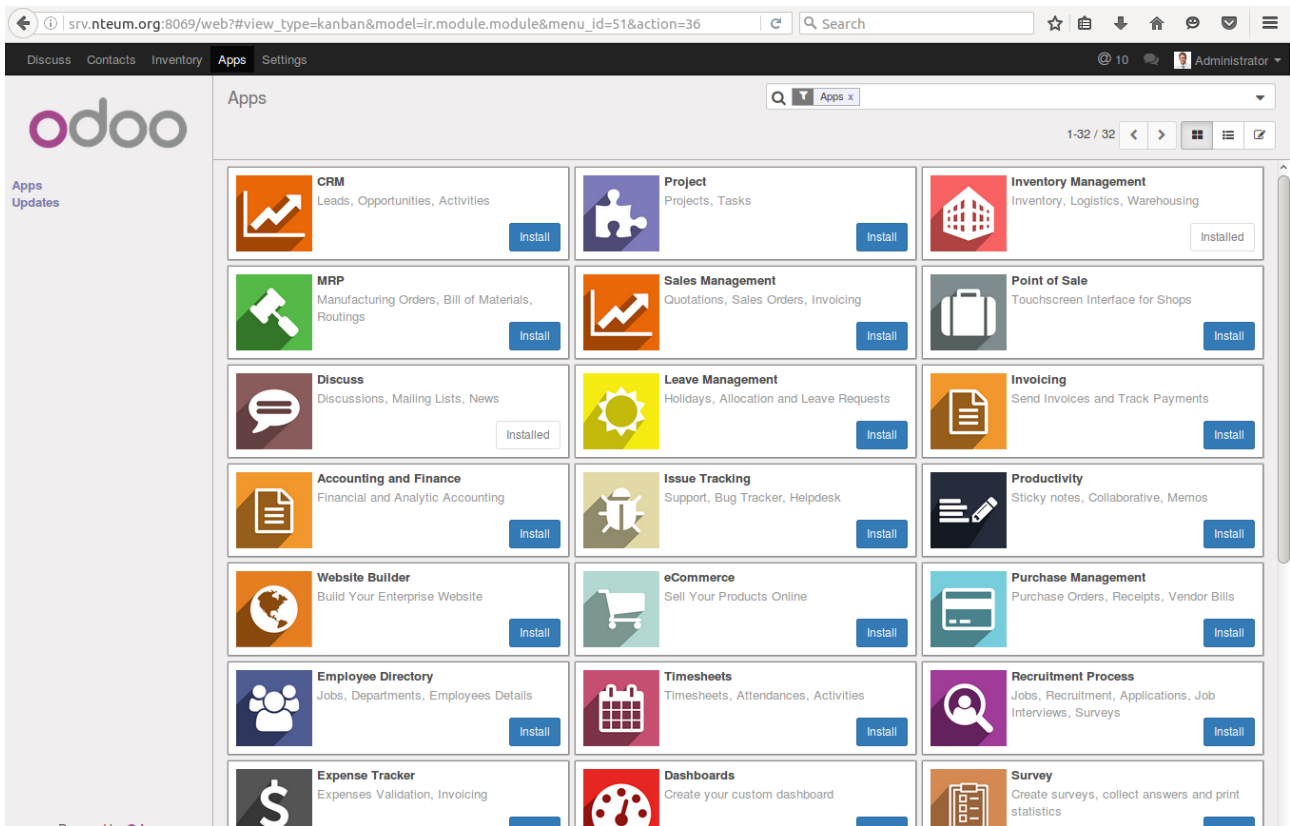 srv.nteum.org:8069/web?#view_type=kanban&model=ir.module.module&menu_id=51&action=36
Search
Discuss Contacts Inventory Apps Settings
@ 10 Administrator
odoo
Apps
Apps x
1-32 / 32
Apps
Updates
CRM
Leads, Opportunities, Activities
Install
Project
Projects, Tasks
Install
Inventory Management
Inventory, Logistics, Warehousing
Installed
MRP
Manufacturing Orders, Bill of Materials,
Routings
Install
Sales Management
Quotations, Sales Orders, Invoicing
Install
Point of Sale
Touchscreen Interface for Shops
Install
Discuss
Discussions, Mailing Lists, News
Installed
Leave Management
Holidays, Allocation and Leave Requests
Install
Invoicing
Send Invoices and Track Payments
Install
Accounting and Finance
Financial and Analytic Accounting
Install
Issue Tracking
Support, Bug Tracker, Helpdesk
Install
Productivity
Sticky notes, Collaborative, Memos
Install
Website Builder
Build Your Enterprise Website
Install
eCommerce
Sell Your Products Online
Install
Purchase Management
Purchase Orders, Receipts, Vendor Bills
Install
Employee Directory
Jobs, Departments, Employees Details
Install
Timesheets
Timesheets, Attendances, Activities
Install
Recruitment Process
Jobs, Recruitment, Applications, Job
Interviews, Surveys
Install
Expense Tracker
Expenses Validation, Invoicing
Dashboards
Create your custom dashboard
Survey
Create surveys, collect answers and print
statistics